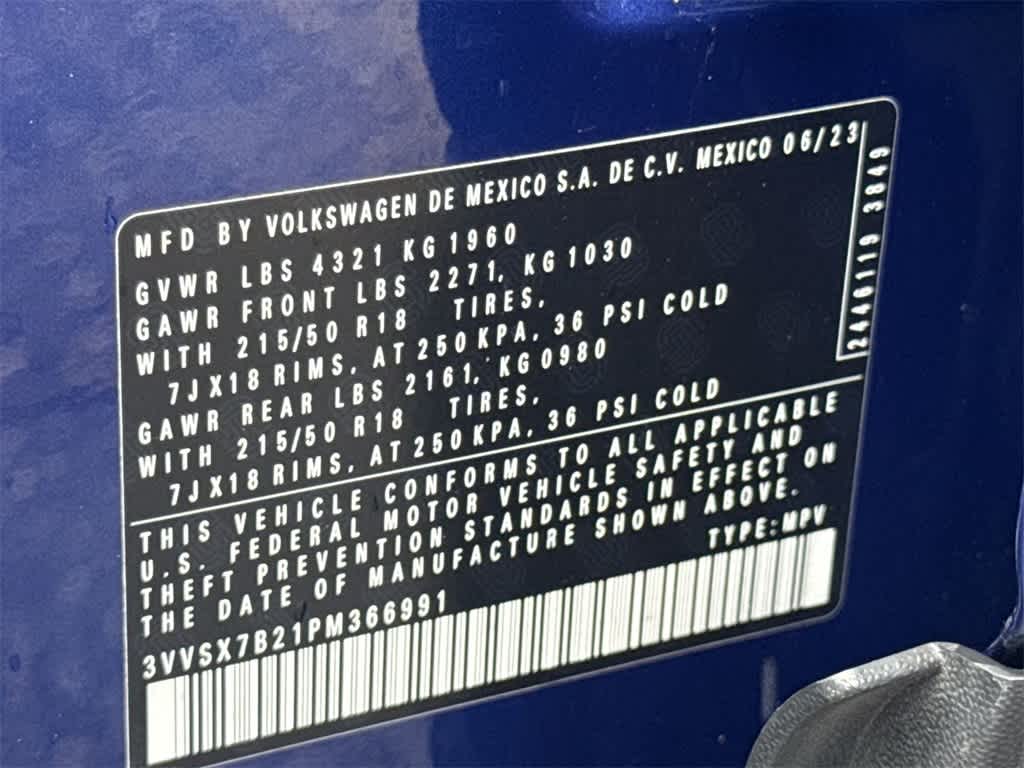 MFD BY VOLKSWAGEN DE MEXICO S.A. DE C.V. MEXICO 06/23
GVWR LBS 4321 KG 1960
GAWR FRONT LBS 2271, KG 1030
WITH 215/50 R18 TIRES,
7JX18 RIMS, AT 250 KPA, 36 PSI COLD
GAWR REAR LBS 2161, KG 0980
WITH 215/50 R18 TIRES,
7JX18 RIMS, AT 250 KPA, 36 PSI COLD
2446119 3849
THIS VEHICLE CONFORMS TO ALL APPLICABLE
U.S. FEDERAL MOTOR VEHICLE SAFETY AND
THEFT PREVENTION STANDARDS IN EFFECT ON
THE DATE OF MANUFACTURE SHOWN ABOVE.
TYPE: MPV
3VVSX7B21PM366991